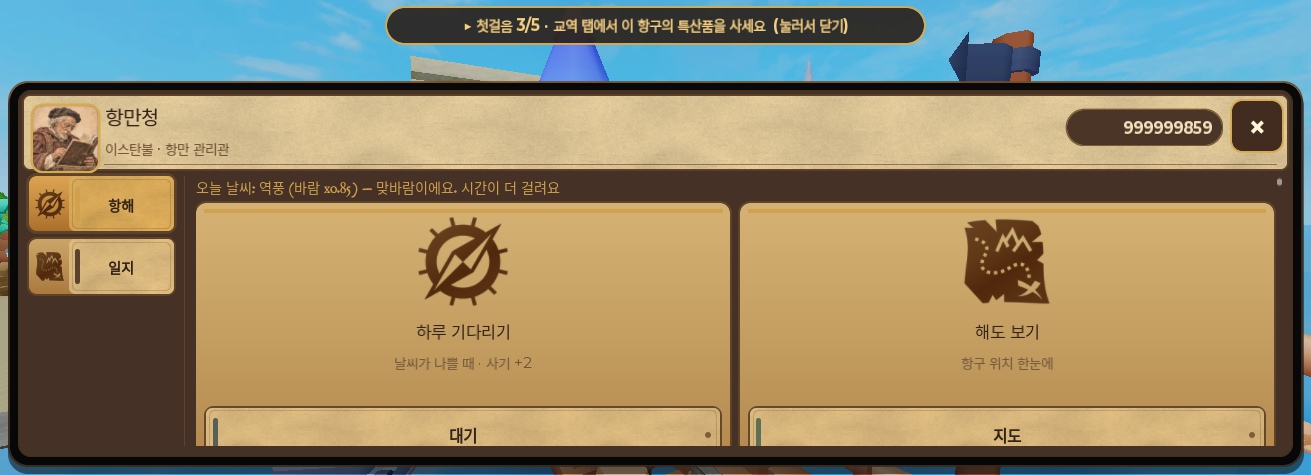 ▸ 첫걸음 3/5 · 교역 탭에서 이 항구의 특산품을 사세요 (눌러서 닫기)
항만청
이스탄불 · 항만 관리관
999999859
×
항해
일지
오늘 날씨: 역풍 (바람 x0.85) — 맞바람이에요. 시간이 더 걸려요
하루 기다리기
날씨가 나쁠 때 · 사기 +2
대기
해도 보기
항구 위치 한눈에
지도